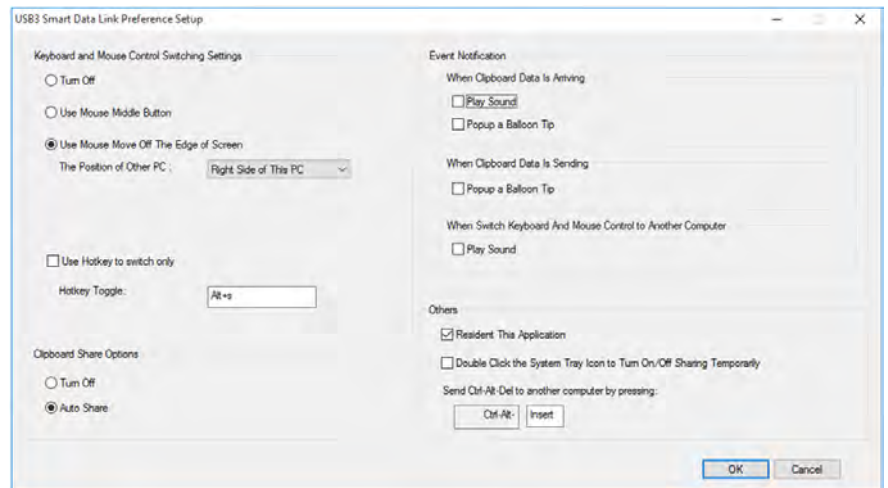 USB3 Smart Data Link Preference Setup
Keyboard and Mouse Control Switching Settings
Turn Off
Use Mouse Middle Button
Use Mouse Move Off The Edge of Screen
The Position of Other PC :
Right Side of This PC
Use Hotkey to switch only
Hotkey Toggle:
Alt+s
Clipboard Share Options
Turn Off
Auto Share
Event Notification
When Clipboard Data Is Arriving
Play Sound
Popup a Balloon Tip
When Clipboard Data Is Sending
Popup a Balloon Tip
When Switch Keyboard And Mouse Control to Another Computer
Play Sound
Others
Resident This Application
Double Click the System Tray Icon to Turn On/Off Sharing Temporarily
Send Ctrl-Alt-Del to another computer by pressing:
Ctrl-Alt- Insert
OK Cancel